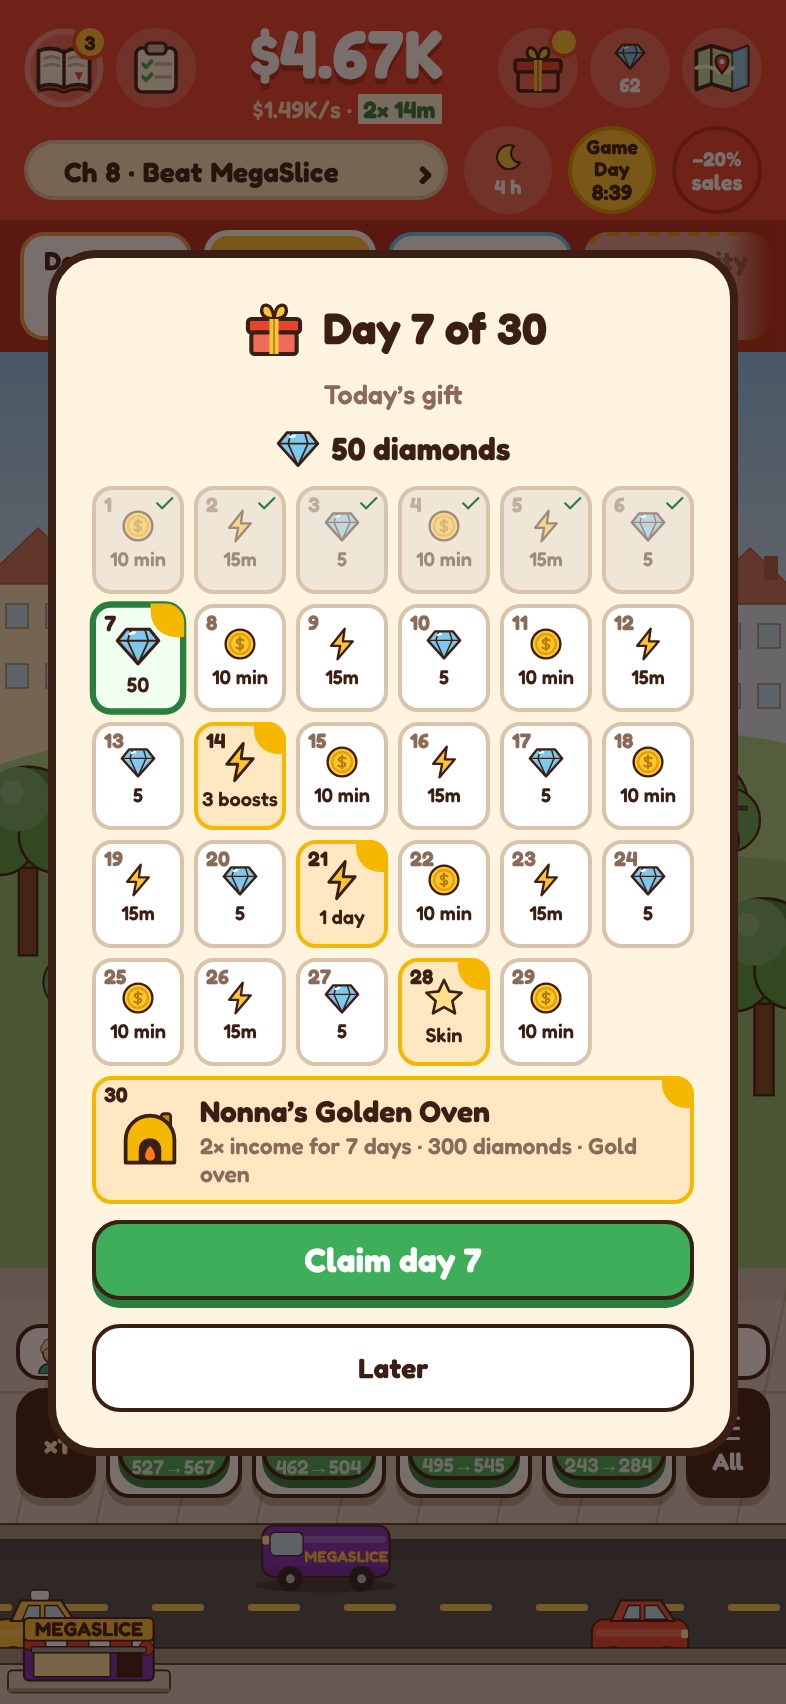 3
$4.67K
62
$1.49K/s · 2× 14m
Ch 8 · Beat MegaSlice
4 h
Game
Day
8:39
−20%
sales
Day 7 of 30
Today's gift
50 diamonds
1
2
3
4
5
6
10 min
15m
5
10 min
15m
5
7
8
9
10
11
12
50
10 min
15m
5
10 min
15m
13
14
15
16
17
18
5
3 boosts
10 min
15m
5
10 min
19
20
21
22
23
24
15m
5
1 day
10 min
15m
5
25
26
27
28
29
10 min
15m
5
Skin
10 min
30
Nonna's Golden Oven
2× income for 7 days · 300 diamonds · Gold
oven
Claim day 7
Later
527→567
462→504
495→545
243→284
All
MEGASLICE
MEGASLICE